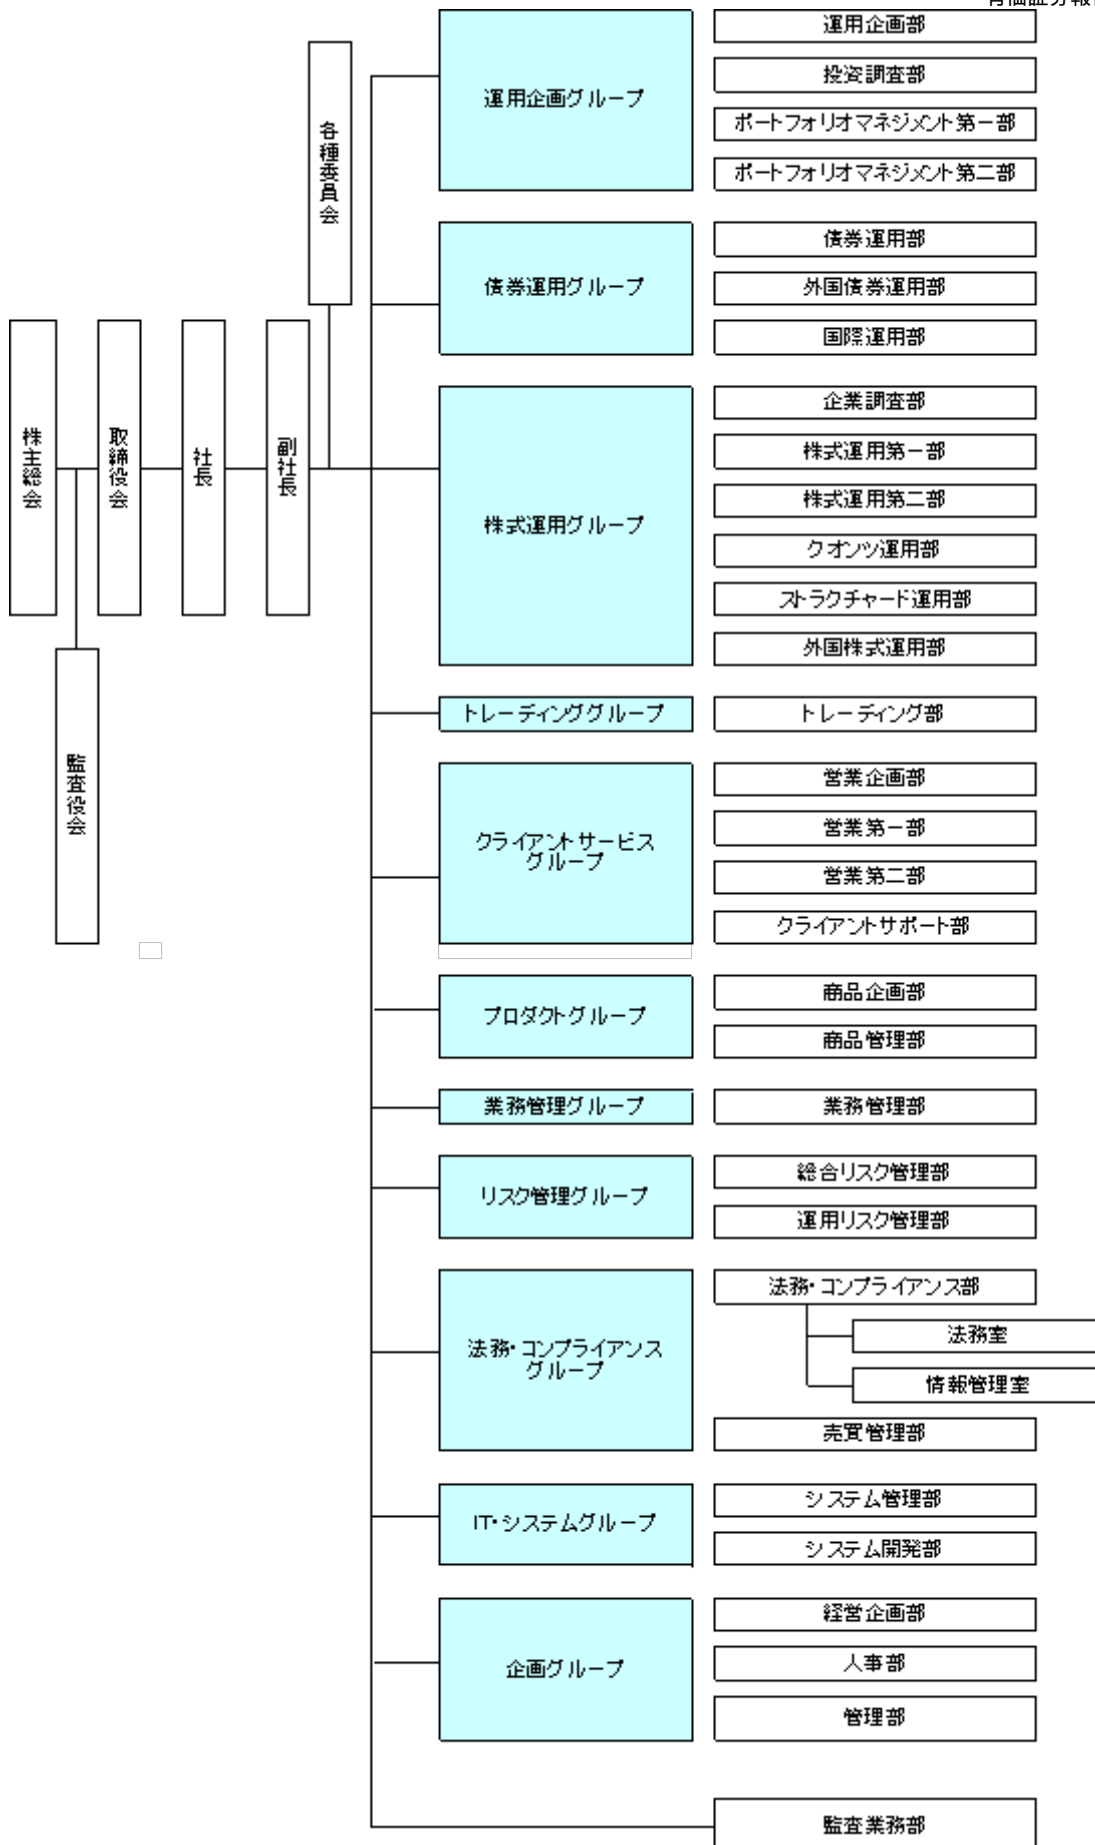 運用企画部
投資調査部
運用企画グループ
ポートフォリオマネジメント第一部
ポートフォリオマネジメント第二部
各種委員会
債券運用部
債券運用グループ
外国債券運用部
国際運用部
株主総会
取締役会
社長
副社長
監査役会
企業調査部
株式運用第一部
株式運用第二部
株式運用グループ
クオンツ運用部
ストラクチャード運用部
外国株式運用部
トレーディンググループ
トレーディング部
営業企画部
営業第一部
クライアントサービス
グループ
営業第二部
クライアントサポート部
商品企画部
プロダクトグループ
商品管理部
業務管理グループ
業務管理部
総合リスク管理部
リスク管理グループ
運用リスク管理部
法務・コンプライアンス部
法務室
法務・コンプライアンス
グループ
情報管理室
売買管理部
システム管理部
IT・システムグループ
システム開発部
経営企画部
企画グループ
人事部
管理部
監査業務部